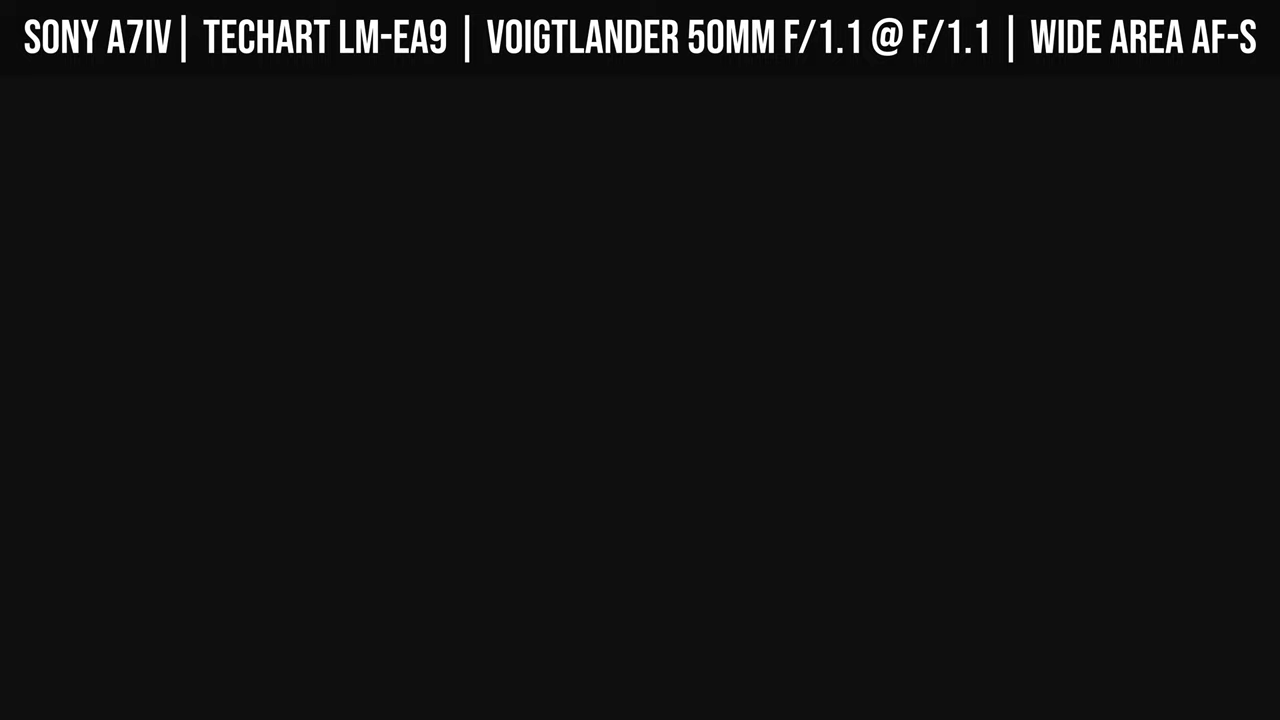 SONY A7IV| TECHART LM-EA9 | VOIGTLANDER 50MM F/1.1 @ F/1.1 | WIDE AREA AF-S